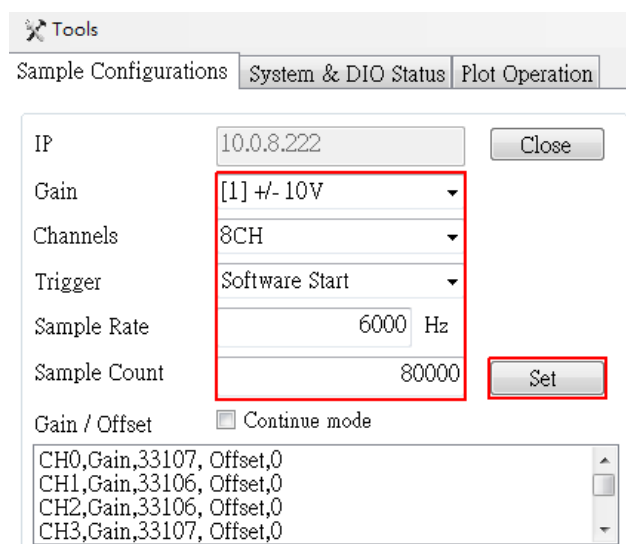 Tools
Sample Configurations System & DIO Status Plot Operation
IP 10.0.8.222 Close
Gain [1] +/- 10V
Channels 8CH
Trigger Software Start
Sample Rate 6000 Hz
Sample Count 80000 Set
Gain / Offset Continue mode
CH0,Gain,33107, Offset,0
CH1,Gain,33106, Offset,0
CH2,Gain,33106, Offset,0
CH3,Gain,33107, Offset,0